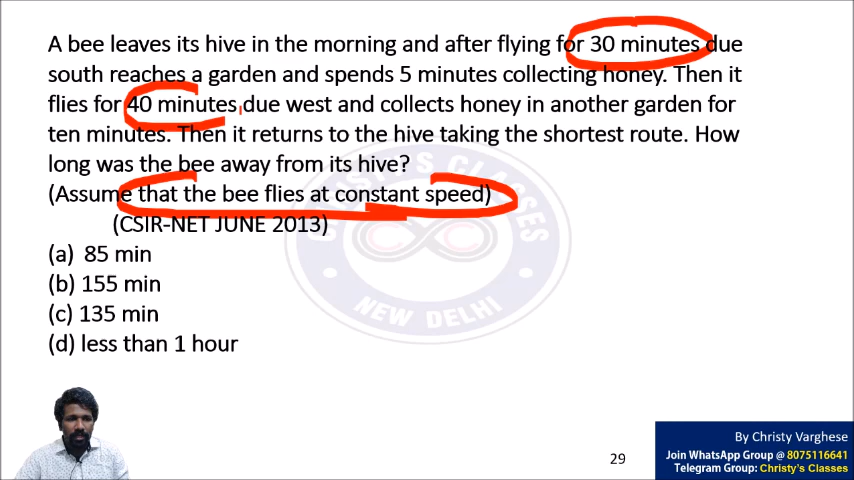 A bee leaves its hive in the morning and after flying for 30 minutes due
south reaches a garden and spends 5 minutes collecting honey. Then it
flies for 40 minutes due west and collects honey in another garden for
ten minutes. Then it returns to the hive taking the shortest route. How
long was the bee away from its hive?
(Assume that the bee flies at constant speed)
(CSIR-NET JUNE 2013)
(a) 85 min
(b) 155 min
(c) 135 min
(d) less than 1 hour
CHRISTY'S CLASSES
NEW DELHI
By Christy Varghese
Join WhatsApp Group @ 8075116641
Telegram Group: Christy's Classes
29